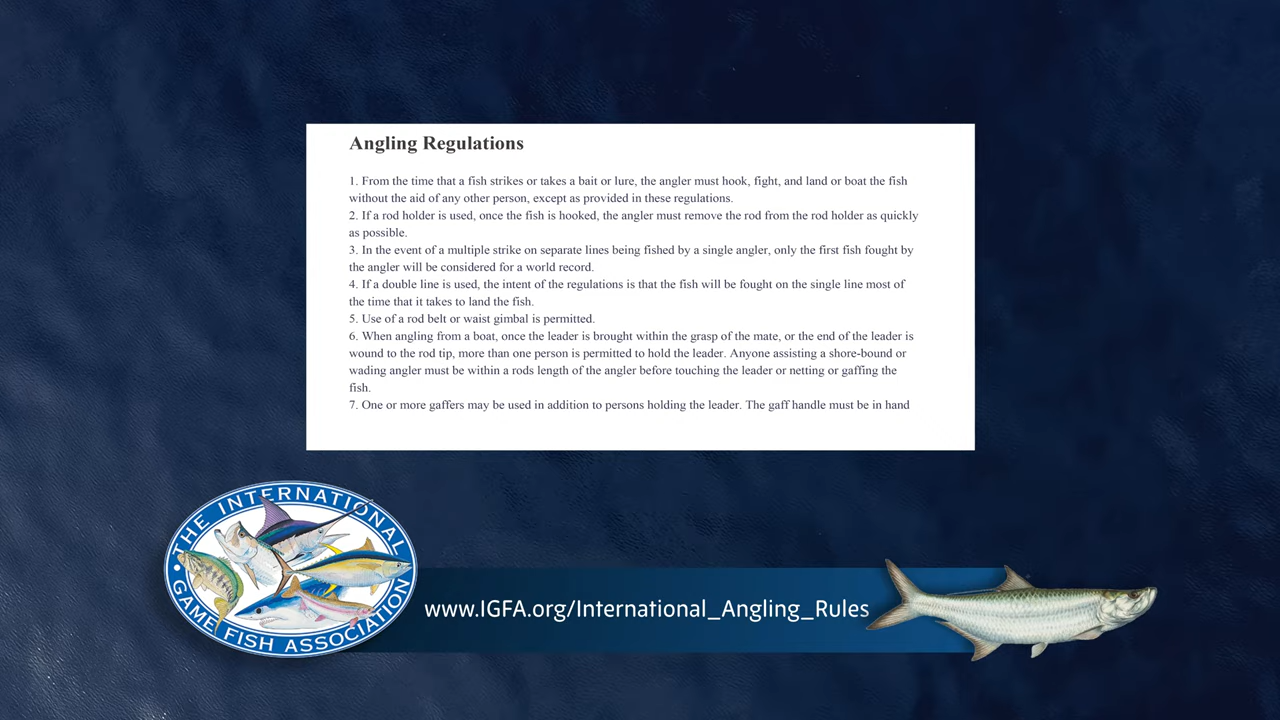 Angling Regulations
1. From the time that a fish strikes or takes a bait or lure, the angler must hook, fight, and land or boat the fish
without the aid of any other person, except as provided in these regulations.
2. If a rod holder is used, once the fish is hooked, the angler must remove the rod from the rod holder as quickly
as possible.
3. In the event of a multiple strike on separate lines being fished by a single angler, only the first fish fought by
the angler will be considered for a world record.
4. If a double line is used, the intent of the regulations is that the fish will be fought on the single line most of
the time that it takes to land the fish.
5. Use of a rod belt or waist gimbal is permitted.
6. When angling from a boat, once the leader is brought within the grasp of the mate, or the end of the leader is
wound to the rod tip, more than one person is permitted to hold the leader. Anyone assisting a shore-bound or
wading angler must be within a rods length of the angler before touching the leader or netting or gaffing the
fish.
7. One or more gaffers may be used in addition to persons holding the leader. The gaff handle must be in hand
• THE INTERNATIONAL •
GAME FISH ASSOCIATION
www.IGFA.org/International_Angling_Rules